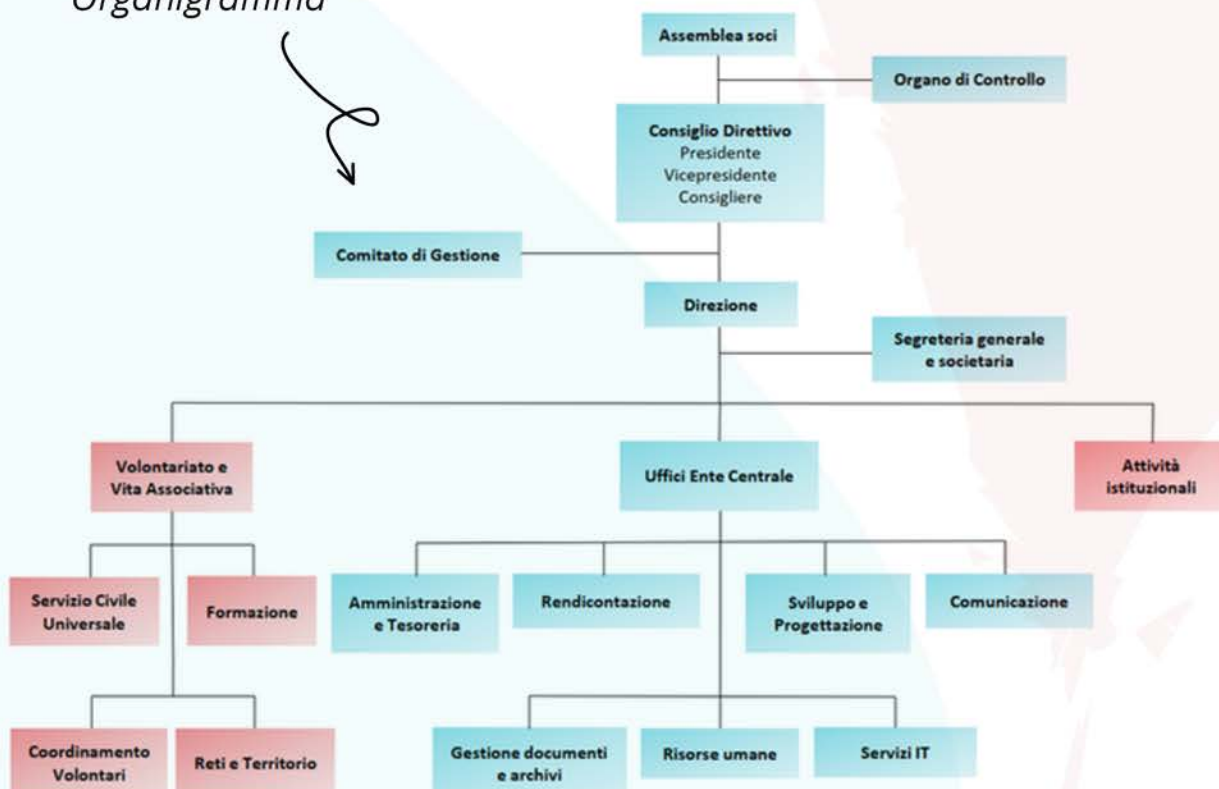 Organigramma
Assemblea soci
Organo di Controllo
Consiglio Direttivo
Presidente
Vicepresidente
Consigliere
Comitato di Gestione
Direzione
Segreteria generale
e societaria
Volontariato e
Vita Associativa
Uffici Ente Centrale
Attività
istituzionali
Servizio Civile
Universale
Formazione
Amministrazione
e Tesoreria
Rendicontazione
Sviluppo e
Progettazione
Comunicazione
Coordinamento
Volontari
Reti e Territorio
Gestione documenti
e archivi
Risorse umane
Servizi IT